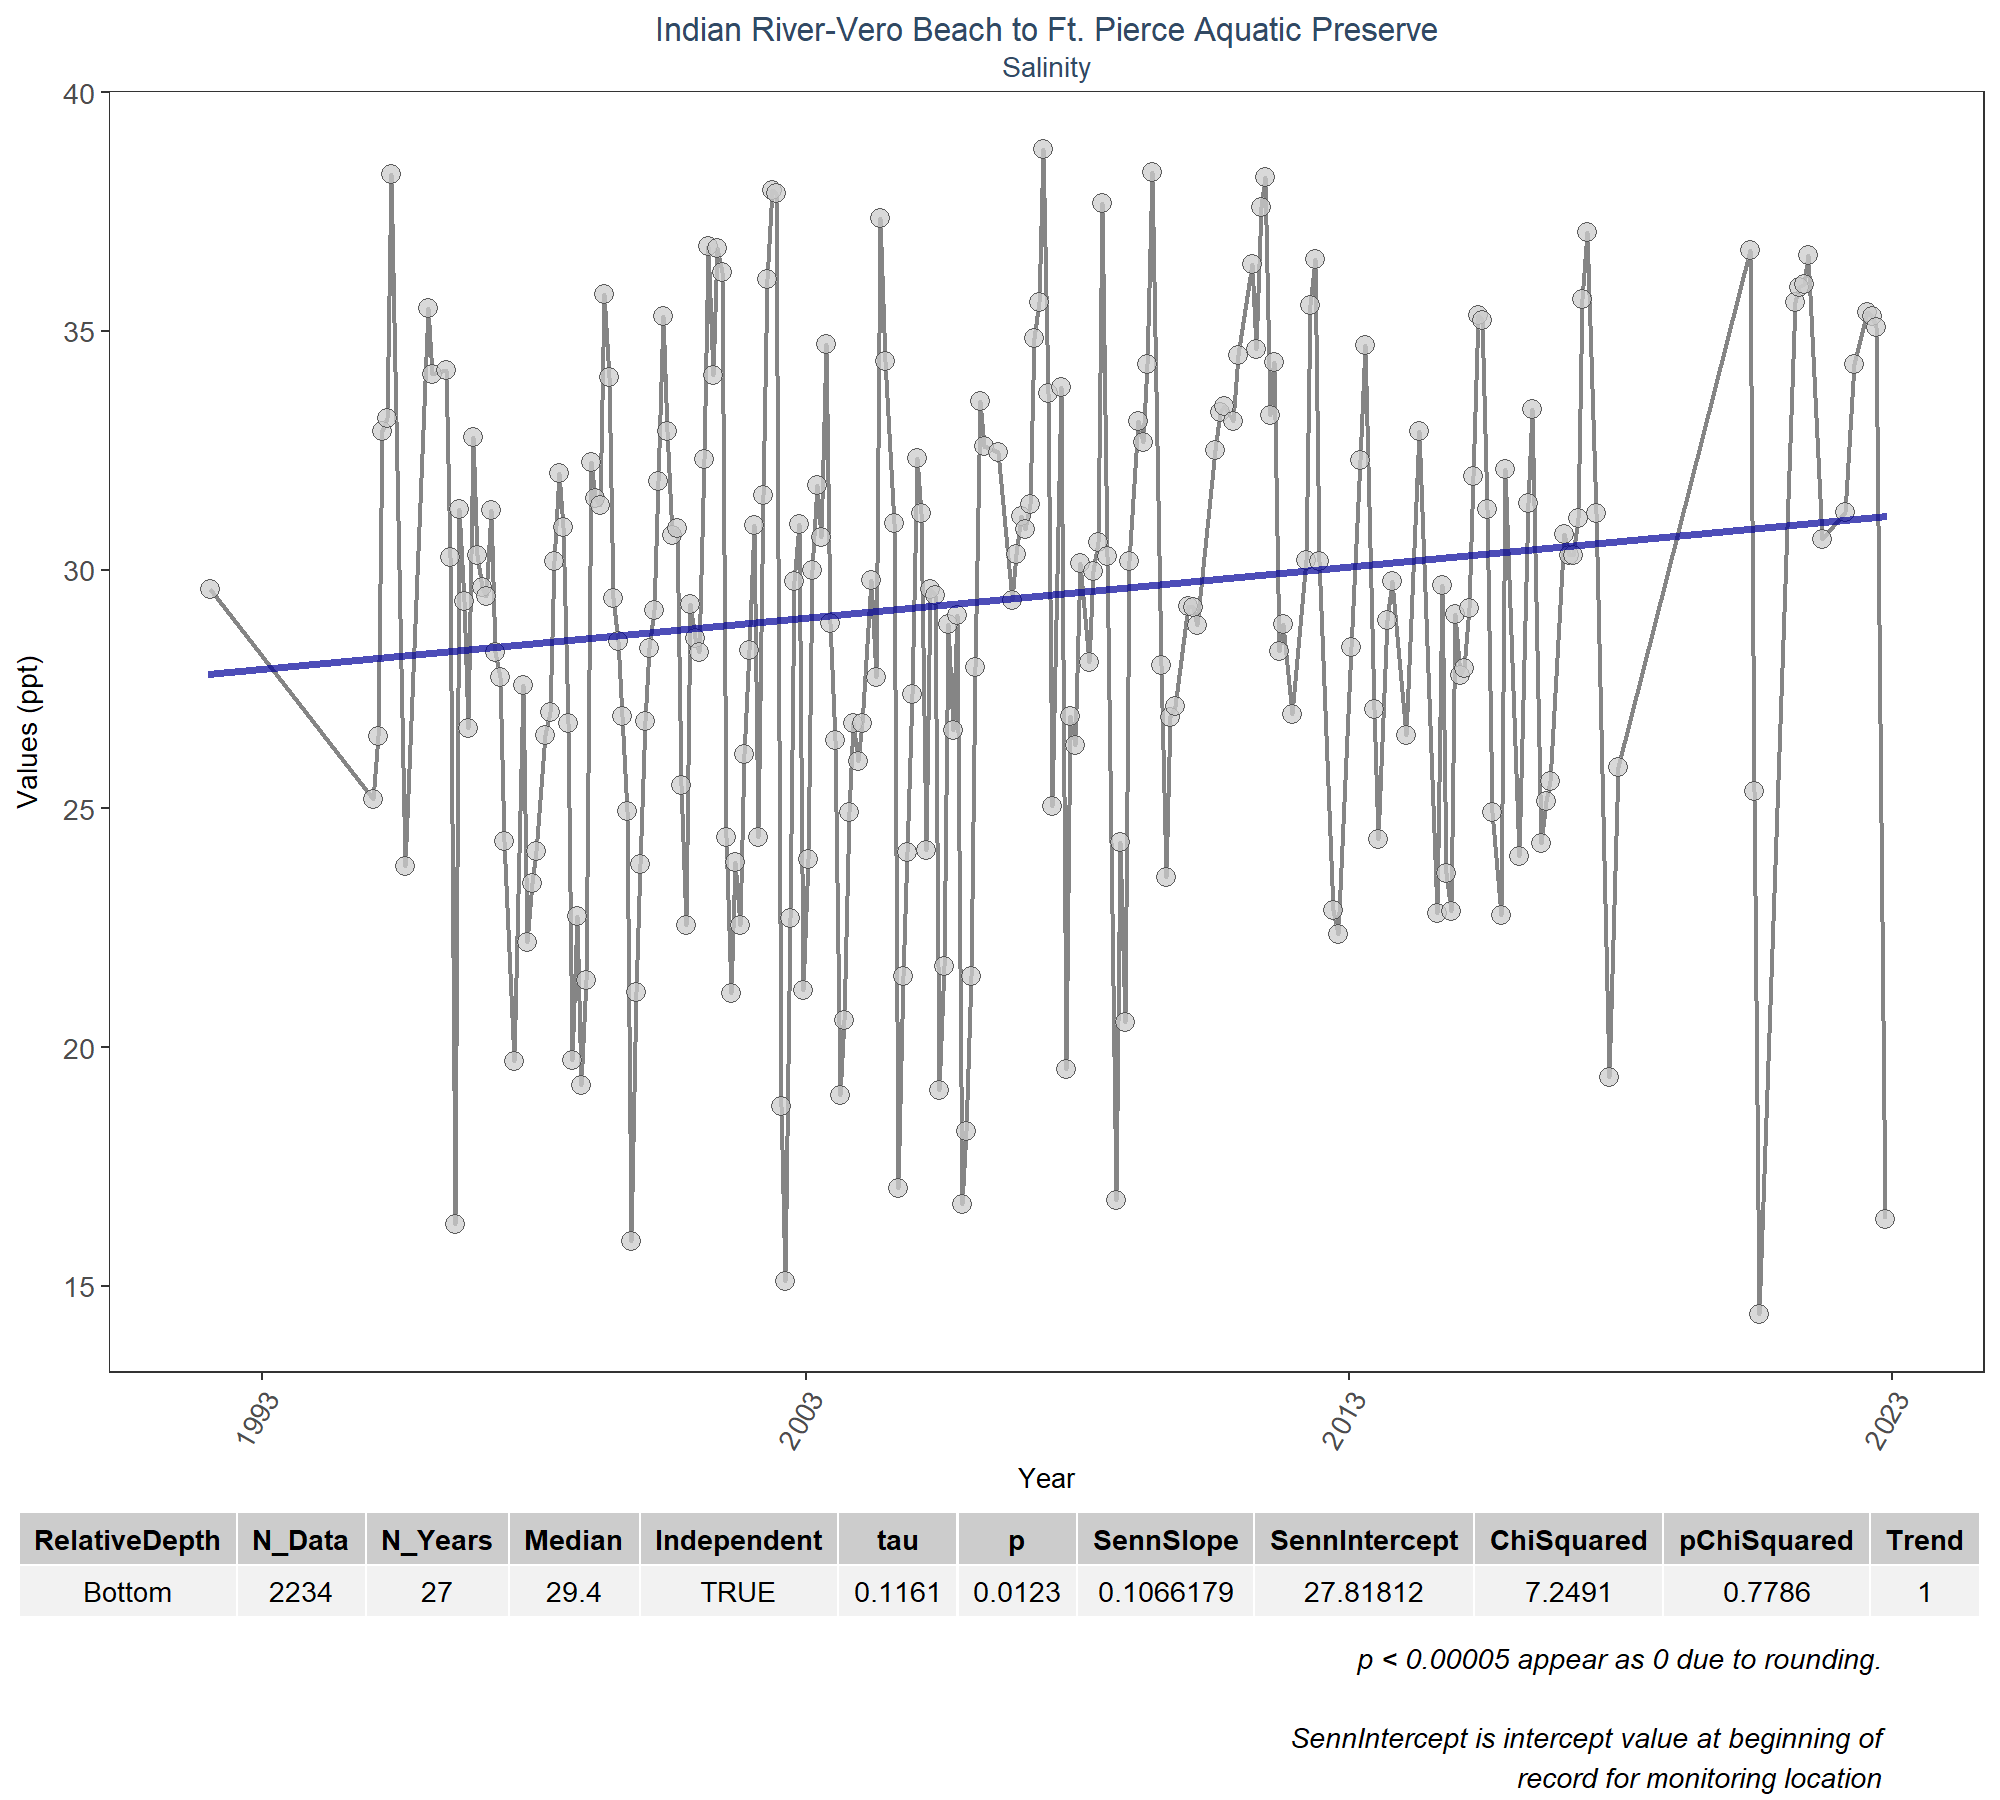 Indian River-Vero Beach to Ft. Pierce Aquatic Preserve
Salinity
40
35
30
25
20
15
Values (ppt)
1993
2003
2013
2023
Year
RelativeDepth N_Data N_Years Median Independent tau p SennSlope SennIntercept ChiSquared pChiSquared Trend
Bottom 2234 27 29.4 TRUE 0.1161 0.0123 0.1066179 27.81812 7.2491 0.7786 1
p < 0.00005 appear as 0 due to rounding.
SennIntercept is intercept value at beginning of
record for monitoring location